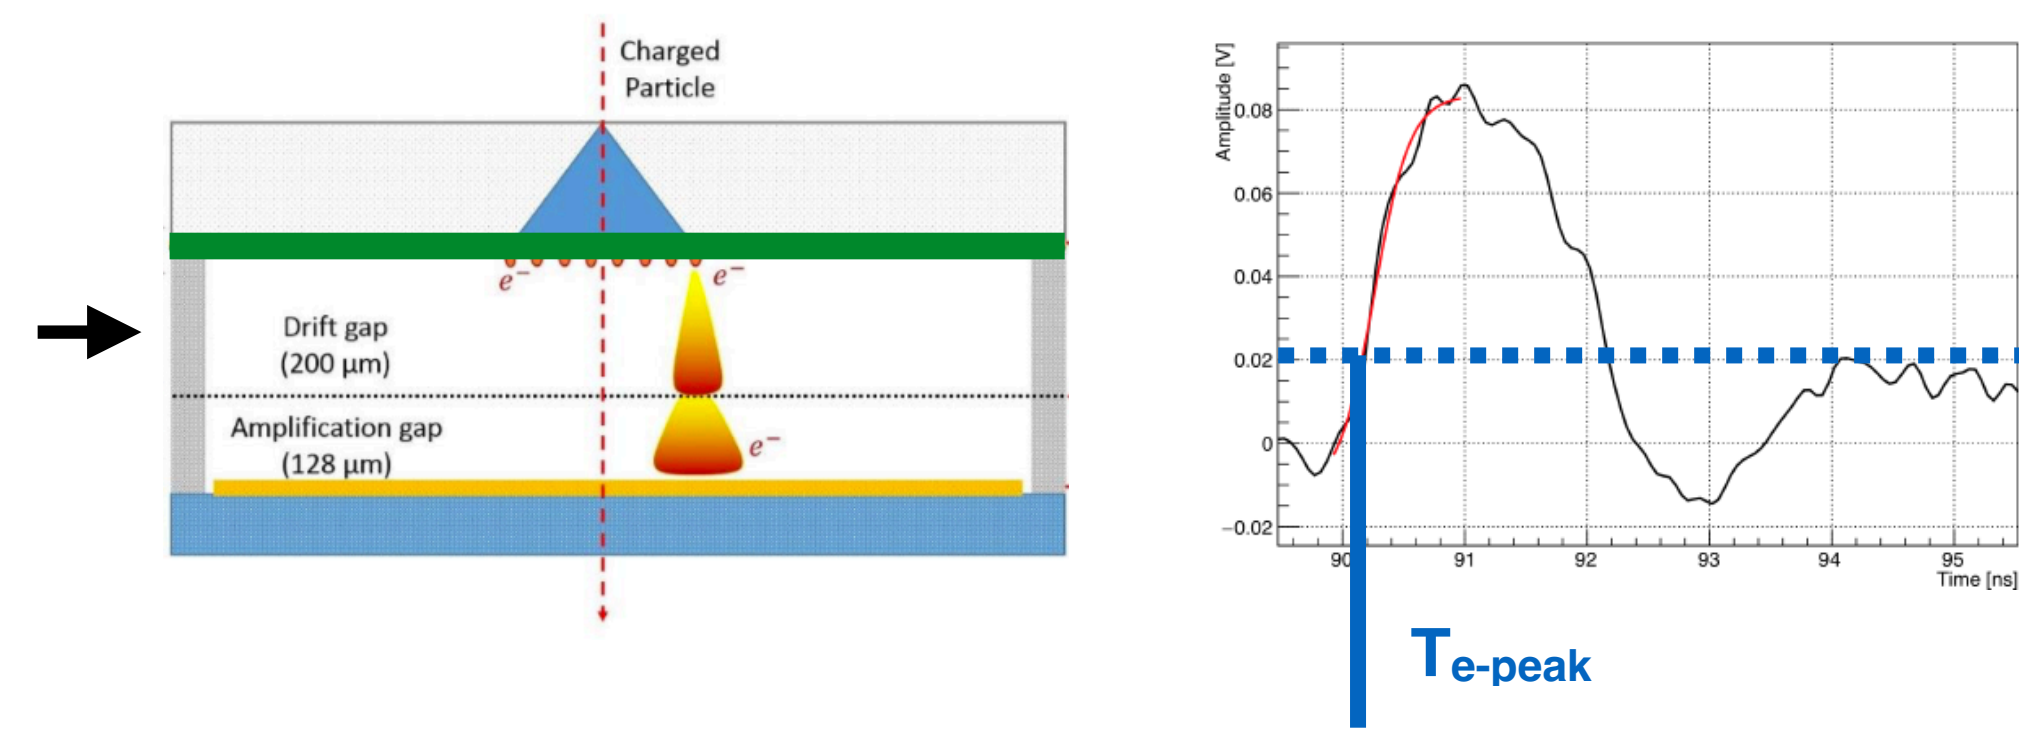 Charged
Particle
e⁻
e⁻
Drift gap
(200 µm)
Amplification gap
(128 µm)
e⁻
Amplitude [V]
0.08
0.06
0.04
0.02
0
−0.02
90
91
92
93
94
95
Time [ns]
Te-peak